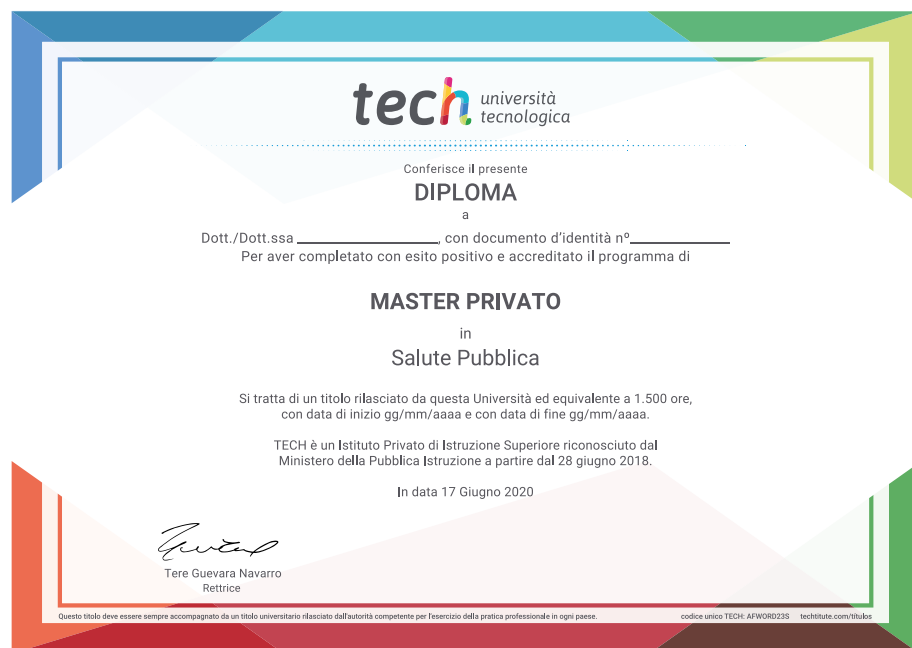 tech università
tecnologica
Conferisce il presente
DIPLOMA
a
Dott./Dott.ssa ____________________, con documento d'identità nº______________
Per aver completato con esito positivo e accreditato il programma di
MASTER PRIVATO
in
Salute Pubblica
Si tratta di un titolo rilasciato da questa Università ed equivalente a 1.500 ore,
con data di inizio gg/mm/aaaa e con data di fine gg/mm/aaaa.
TECH è un Istituto Privato di Istruzione Superiore riconosciuto dal
Ministero della Pubblica Istruzione a partire dal 28 giugno 2018.
In data 17 Giugno 2020
Tere Guevara Navarro
Rettrice
Questo titolo deve essere sempre accompagnato da un titolo universitario rilasciato dall'autorità competente per l'esercizio della pratica professionale in ogni paese. codice unico TECH: AFWORD23S techtitute.com/títulos